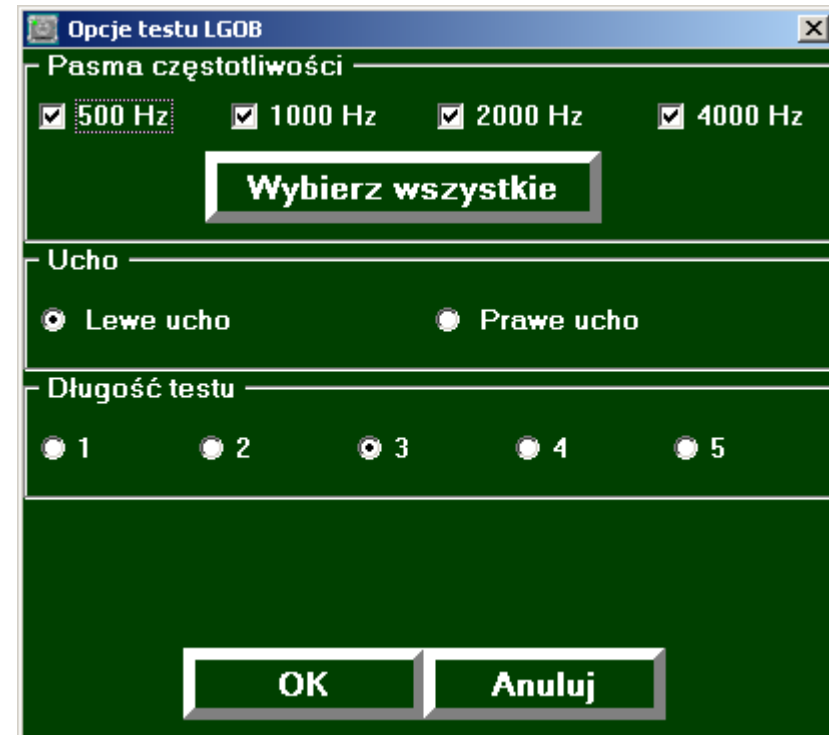 Opcje testu LGOB
Pasma częstotliwości
500 Hz 1000 Hz 2000 Hz 4000 Hz
Wybierz wszystkie
Ucho
Lewe ucho Prawe ucho
Długość testu
1 2 3 4 5
OK Anuluj